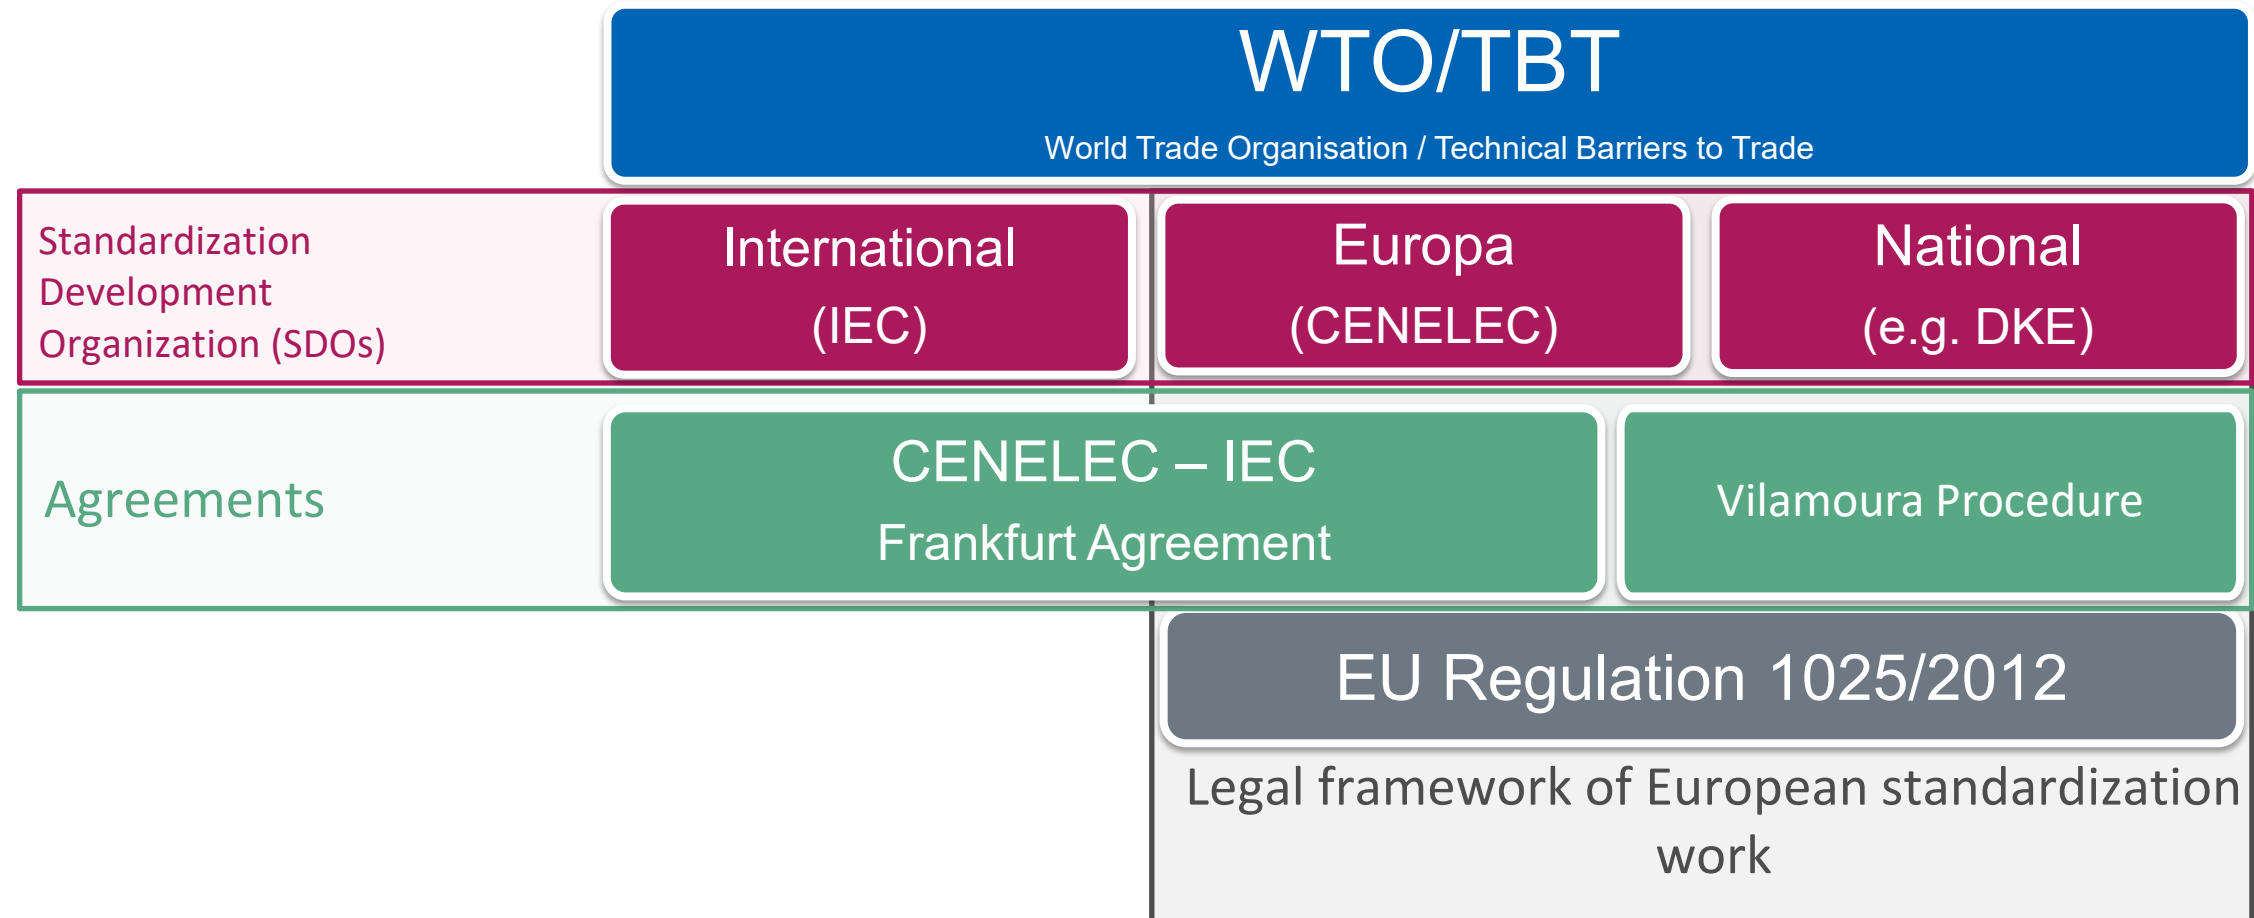 WTO/TBT
World Trade Organisation / Technical Barriers to Trade
Standardization
Development
Organization (SDOs)
International
(IEC)
Europa
(CENELEC)
National
(e.g. DKE)
Agreements
CENELEC – IEC
Frankfurt Agreement
Vilamoura Procedure
EU Regulation 1025/2012
Legal framework of European standardization
work